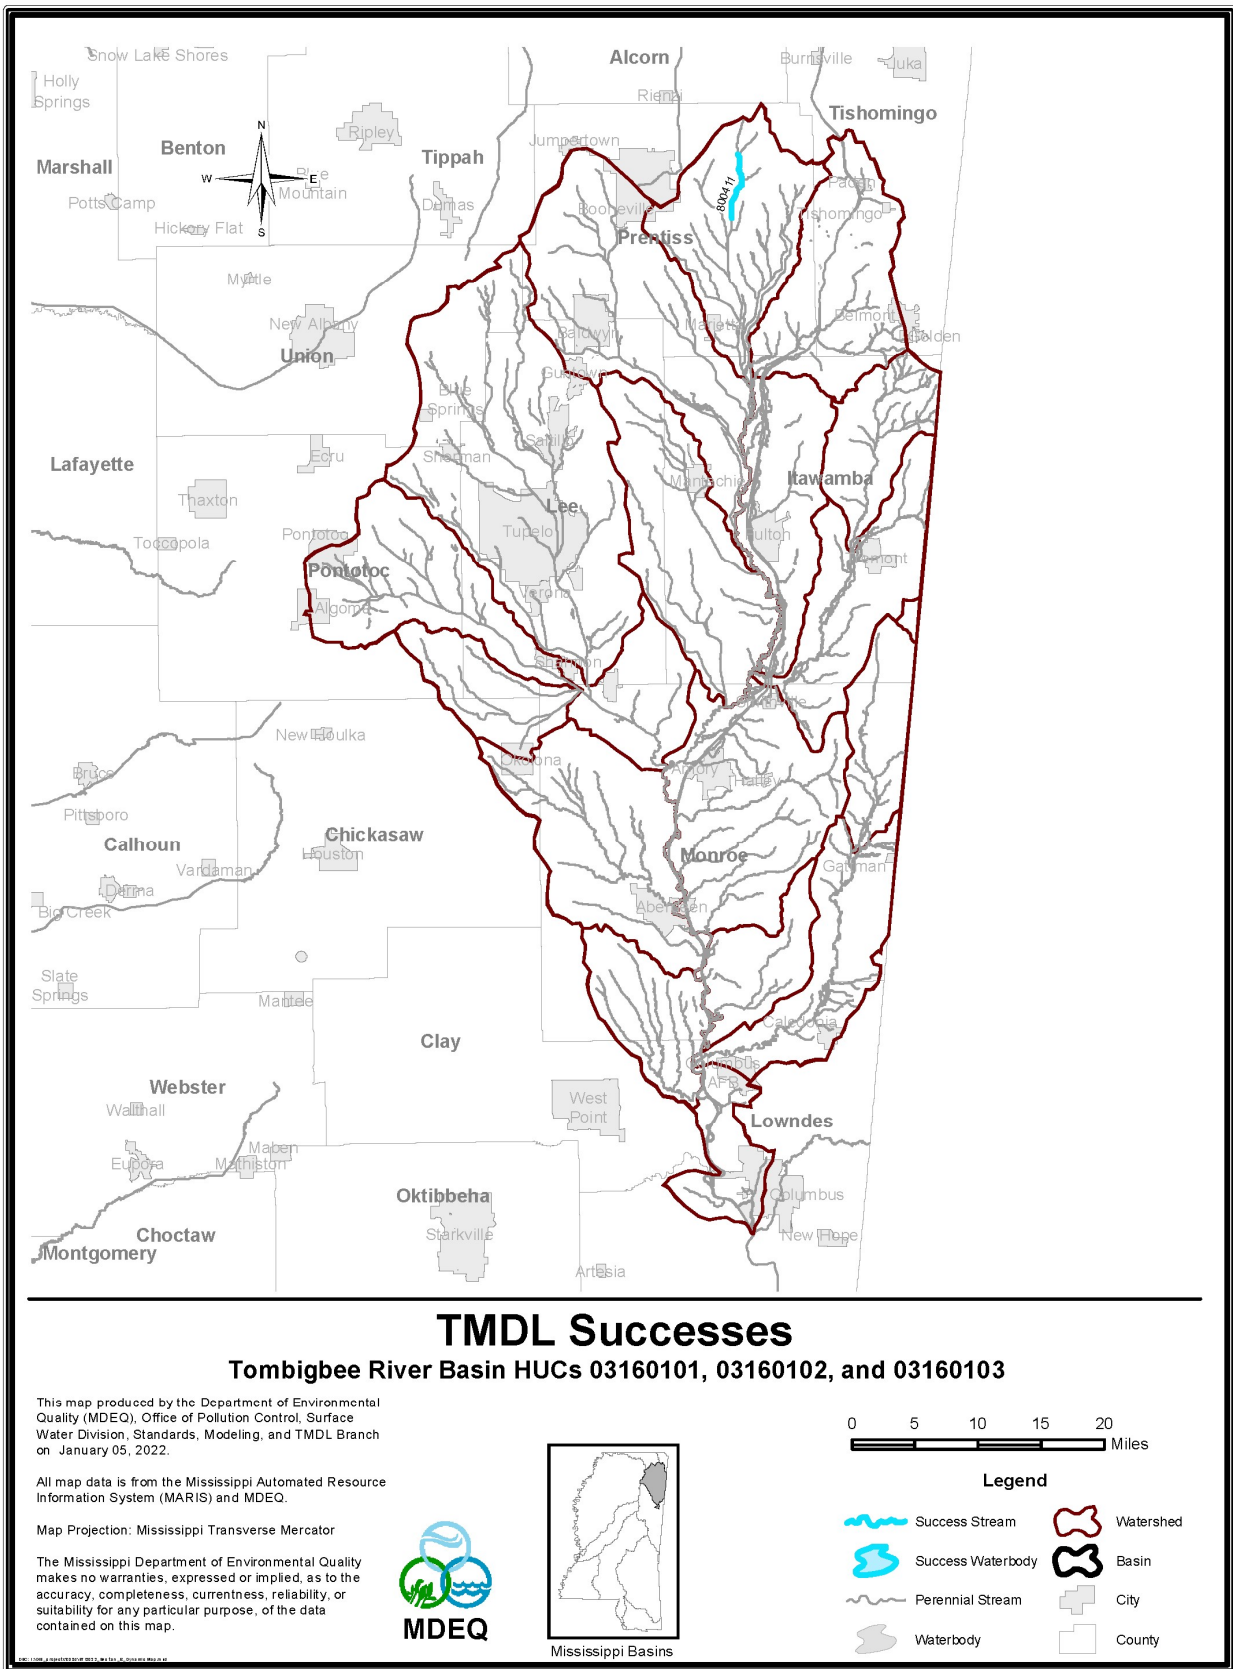 Snow Lake Shores
Alcorn
Burnsville
Iuka
Holly
Springs
Rienzi
Tishomingo
Ripley
Jumpertown
Benton
Tippah
N
W
E
S
Marshall
Blue
Mountain
Paden
Potts Camp
Dumas
800411
Booneville
Tishomingo
Hickory Flat
Prentiss
Myrtle
New Albany
Marietta
Belmont
Baldwyn
Golden
Union
Guntown
Blue
Springs
Saltillo
Lafayette
Ecru
Sherman
Mantachie
Itawamba
Thaxton
Lee
Tupelo
Fulton
Toccopola
Pontotoc
Tremont
Pontotoc
Verona
Algoma
Shannon
Smithville
New Houlka
Okolona
Bruce
Amory
Hatley
Pittsboro
Calhoun
Chickasaw
Houston
Monroe
Vardaman
Gattman
Derma
Big Creek
Aberdeen
Slate
Springs
Mantee
Caledonia
Clay
Columbus
AFB
Webster
Walthall
West
Point
Lowndes
Maben
Eupora
Mathiston
Oktibbeha
Columbus
Choctaw
Starkville
New Hope
Montgomery
Artesia
TMDL Successes
Tombigbee River Basin HUCs 03160101, 03160102, and 03160103
This map produced by the Department of Environmental
Quality (MDEQ), Office of Pollution Control, Surface
Water Division, Standards, Modeling, and TMDL Branch
on January 05, 2022.
All map data is from the Mississippi Automated Resource
Information System (MARIS) and MDEQ.
Map Projection: Mississippi Transverse Mercator
The Mississippi Department of Environmental Quality
makes no warranties, expressed or implied, as to the
accuracy, completeness, currentness, reliability, or
suitability for any particular purpose, of the data
contained on this map.
MDEQ
Mississippi Basins
0 5 10 15 20
Miles
Legend
Success Stream
Watershed
Success Waterbody
Basin
Perennial Stream
City
Waterbody
County